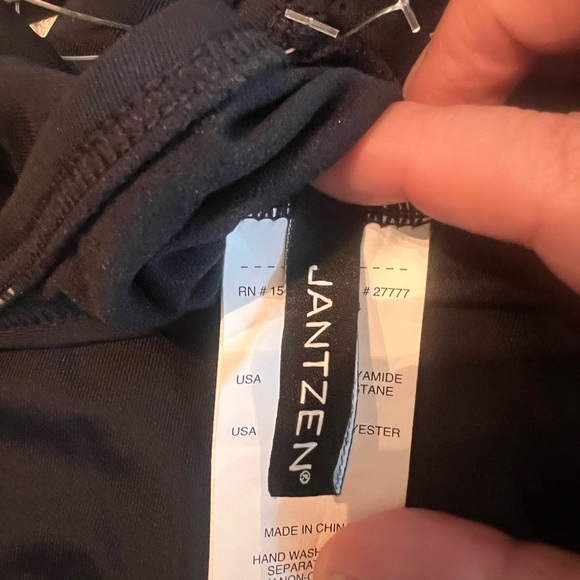 JANTZEN®
RN # 15 # 27777
USA YAMIDE
STANE
USA YESTER
MADE IN CHIN
HAND WASH
SEPARAT